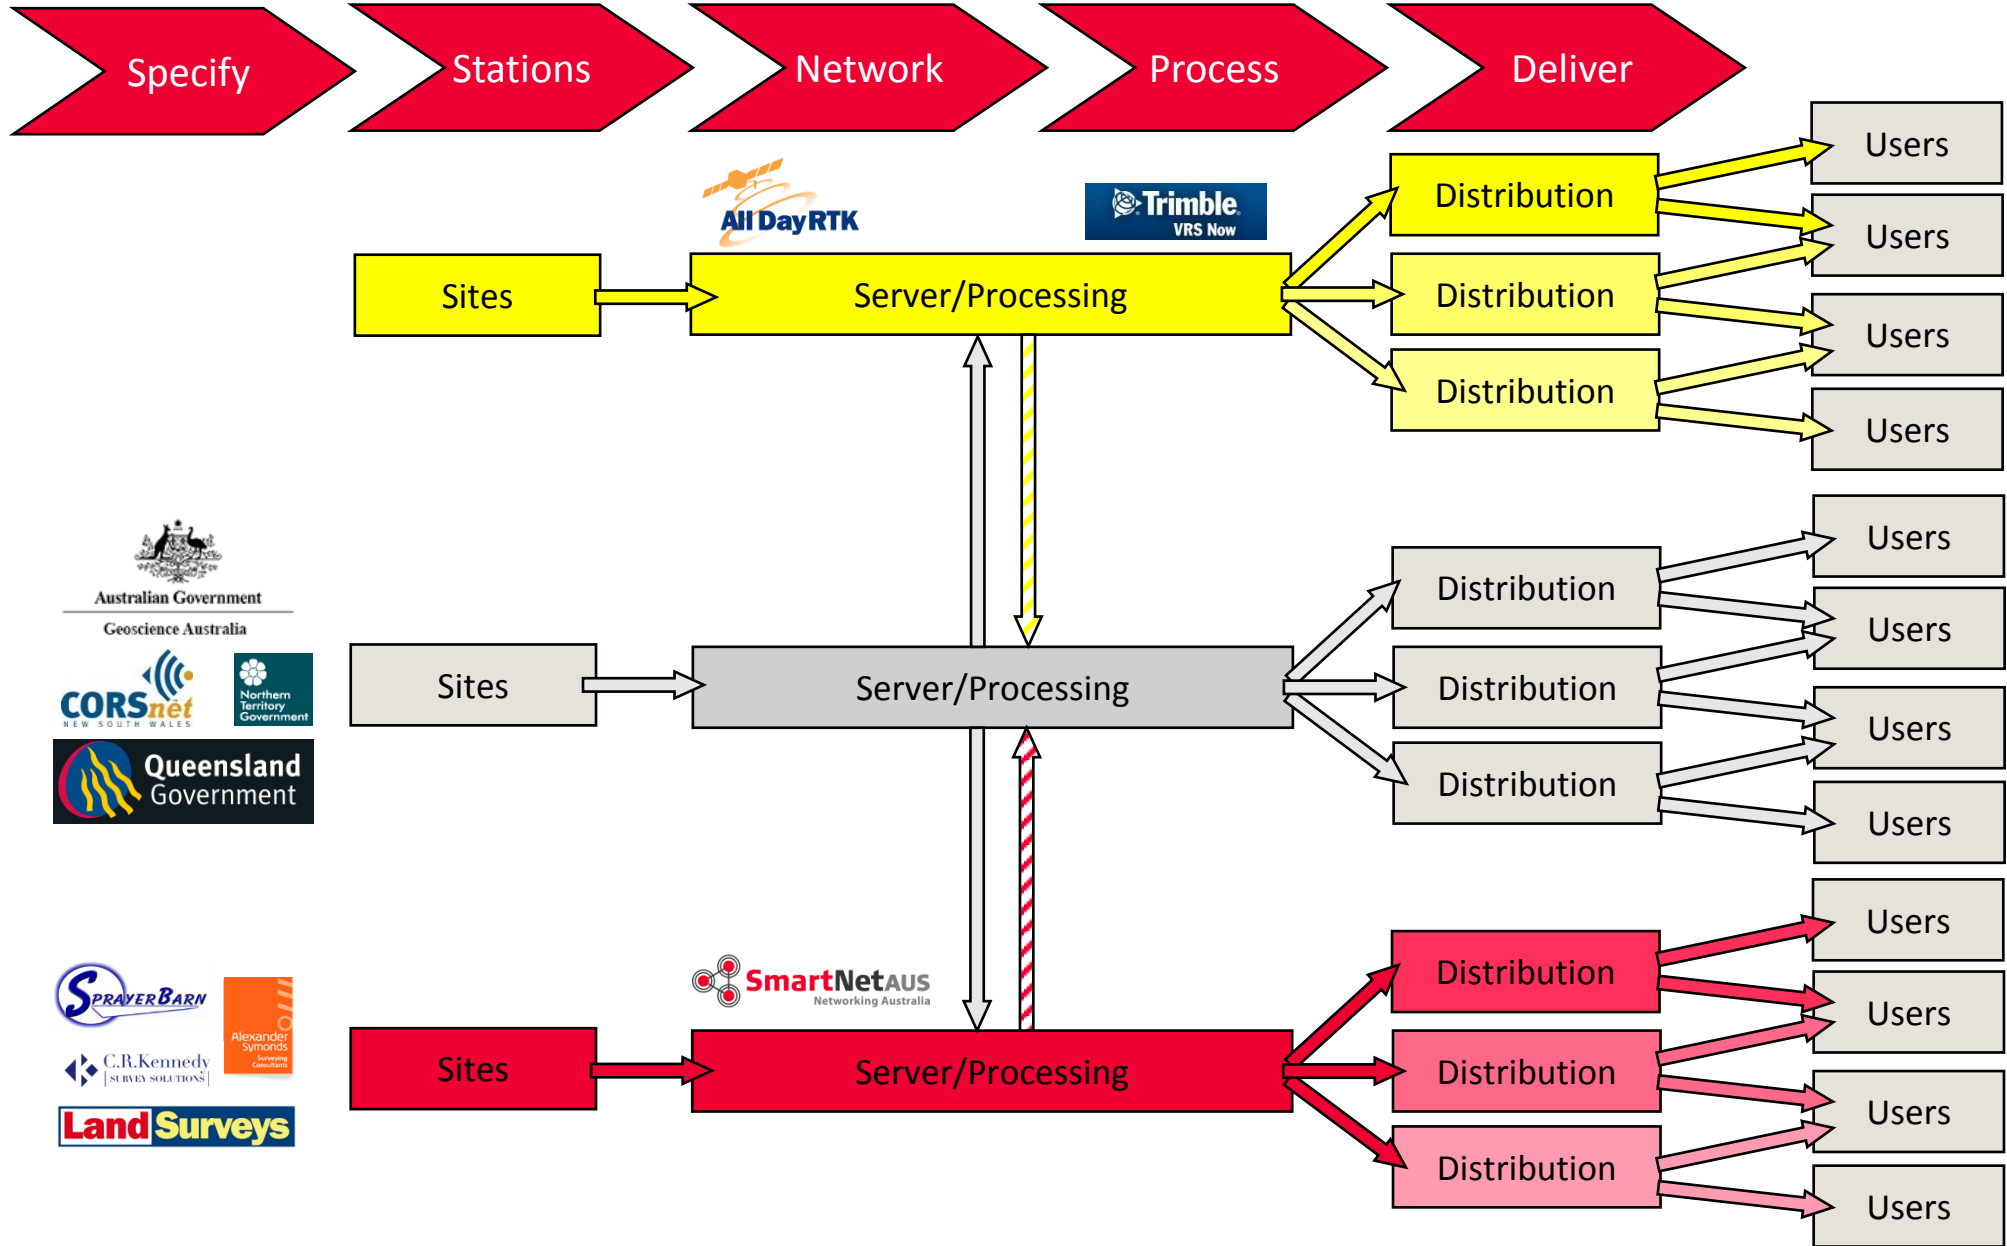 Specify
Stations
Network
Process
Deliver
Users
Users
Users
Users
All Day RTK
Trimble
VRS Now
Sites
Server/Processing
Distribution
Distribution
Distribution
Australian Government
Geoscience Australia
CORSnet
NEW SOUTH WALES
Northern
Territory
Government
Queensland
Government
Sites
Server/Processing
Distribution
Distribution
Distribution
Users
Users
Users
Users
SPRAYERBARN
Alexander
Symonds
Surveying
Consultants
C.R.Kennedy
SURVEY SOLUTIONS
Land Surveys
SmartNetAUS
Networking Australia
Sites
Server/Processing
Distribution
Distribution
Distribution
Users
Users
Users
Users